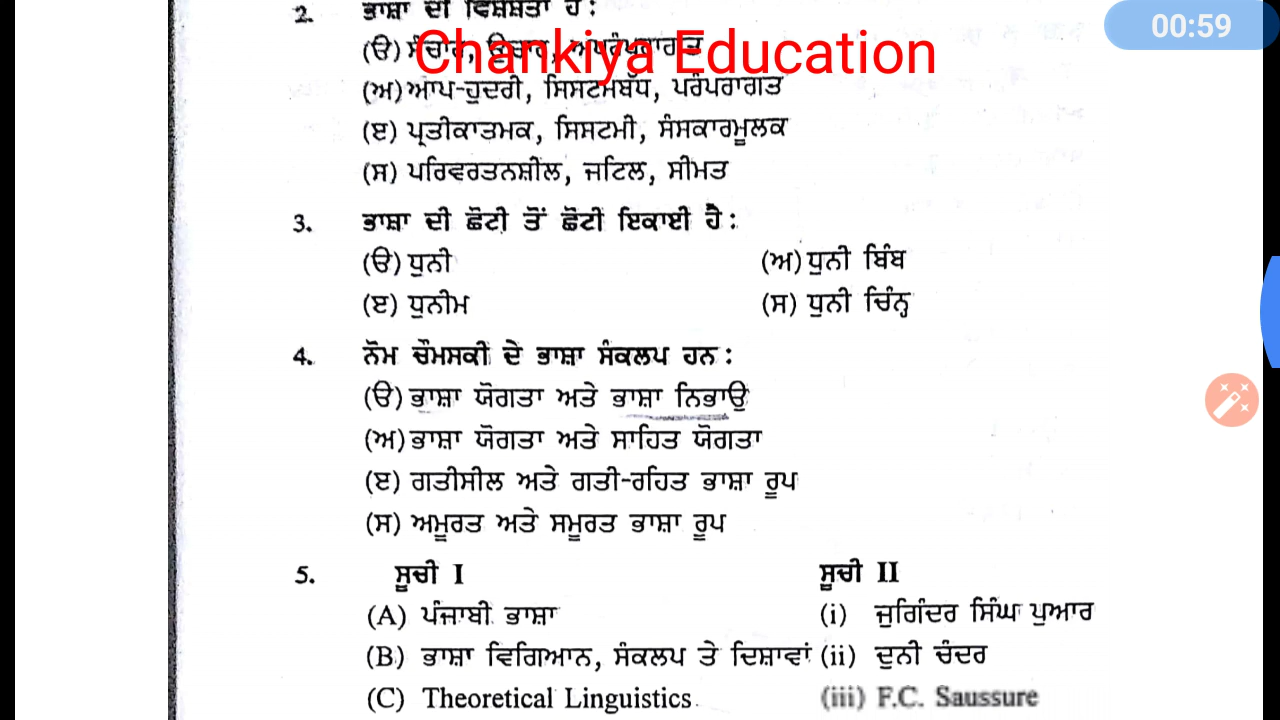 00:59
2. ਭਾਸ਼ਾ ਦੀ ਵਿਸ਼ੇਸ਼ਤਾ ਹੈ :
Chankiya Education
(ੳ) ਸੰਚਾਰ, ਉਚਾਰ,
(ਅ) ਆਪ-ਹੁਦਰੀ, ਸਿਸਟਮਬੱਧ, ਪਰੰਪਰਾਗਤ
(ੲ) ਪ੍ਰਤੀਕਾਤਮਕ, ਸਿਸਟਮੀ, ਸੰਸਕਾਰਮੂਲਕ
(ਸ) ਪਰਿਵਰਤਨਸ਼ੀਲ, ਜਟਿਲ, ਸੀਮਤ
3. ਭਾਸ਼ਾ ਦੀ ਛੋਟੀ ਤੋਂ ਛੋਟੀ ਇਕਾਈ ਹੈ :
(ੳ) ਧੁਨੀ (ਅ) ਧੁਨੀ ਬਿੰਬ
(ੲ) ਧੁਨੀਮ (ਸ) ਧੁਨੀ ਚਿੰਨ੍ਹ
4. ਨੋਮ ਚੌਮਸਕੀ ਦੇ ਭਾਸ਼ਾ ਸੰਕਲਪ ਹਨ :
(ੳ) ਭਾਸ਼ਾ ਯੋਗਤਾ ਅਤੇ ਭਾਸ਼ਾ ਨਿਭਾਉ
(ਅ) ਭਾਸ਼ਾ ਯੋਗਤਾ ਅਤੇ ਸਾਹਿਤ ਯੋਗਤਾ
(ੲ) ਗਤੀਸੀਲ ਅਤੇ ਗਤੀ-ਰਹਿਤ ਭਾਸ਼ਾ ਰੂਪ
(ਸ) ਅਮੂਰਤ ਅਤੇ ਸਮੂਰਤ ਭਾਸ਼ਾ ਰੂਪ
5. ਸੂਚੀ I ਸੂਚੀ II
(A) ਪੰਜਾਬੀ ਭਾਸ਼ਾ (i) ਜੁਗਿੰਦਰ ਸਿੰਘ ਪੁਆਰ
(B) ਭਾਸ਼ਾ ਵਿਗਿਆਨ, ਸੰਕਲਪ ਤੇ ਦਿਸ਼ਾਵਾਂ (ii) ਦੁਨੀ ਚੰਦਰ
(C) Theoretical Linguistics (iii) F.C. Saussure